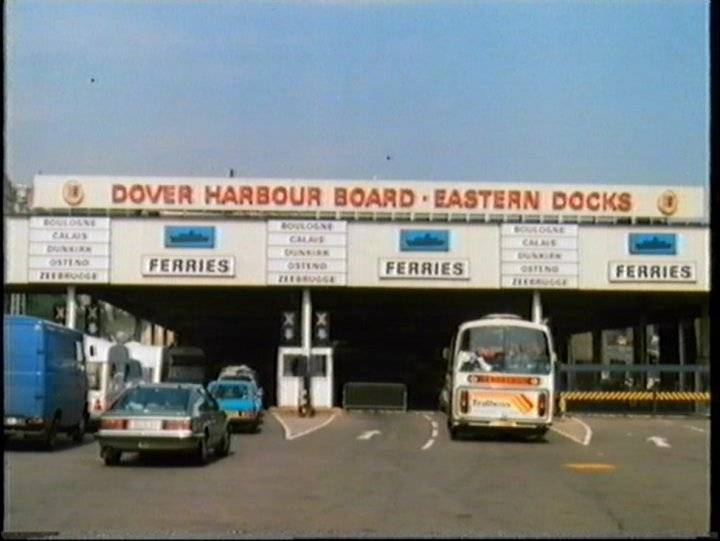 DOVER HARBOUR BOARD · EASTERN DOCKS
BOULOGNE
CALAIS
DUNKIRK
OSTEND
ZEEBRUGGE
FERRIES
BOULOGNE
CALAIS
DUNKIRK
OSTEND
ZEEBRUGGE
FERRIES
BOULOGNE
CALAIS
DUNKIRK
OSTEND
ZEEBRUGGE
FERRIES
X
X
6